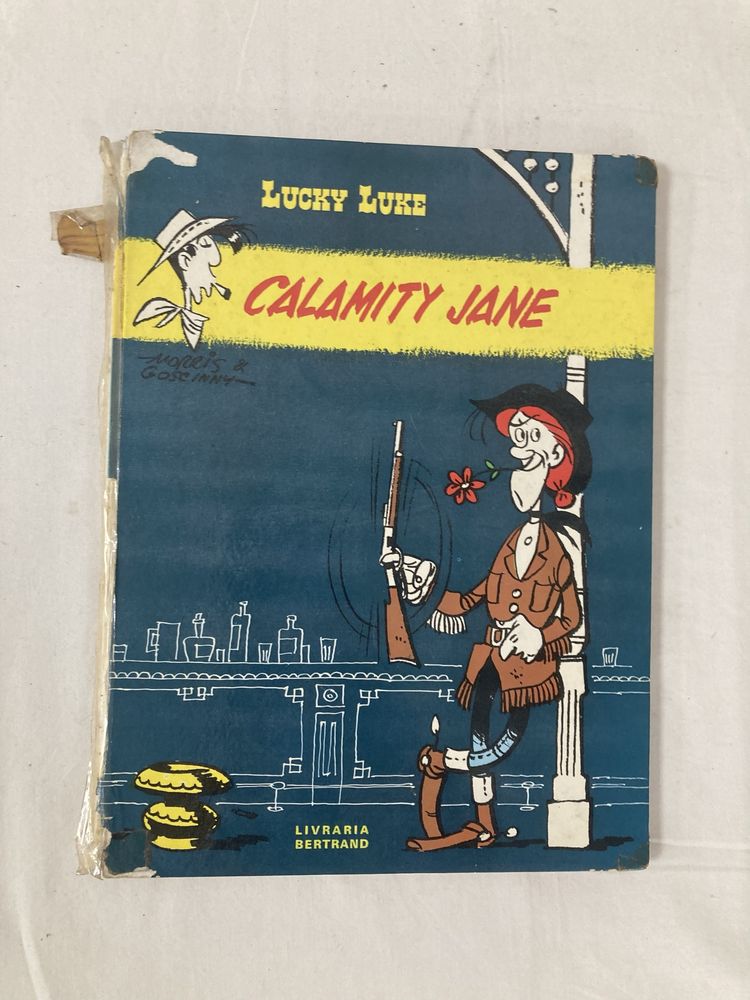 LUCKY LUKE
CALAMITY JANE
MORRIS &
GOSCINNY
LIVRARIA
BERTRAND